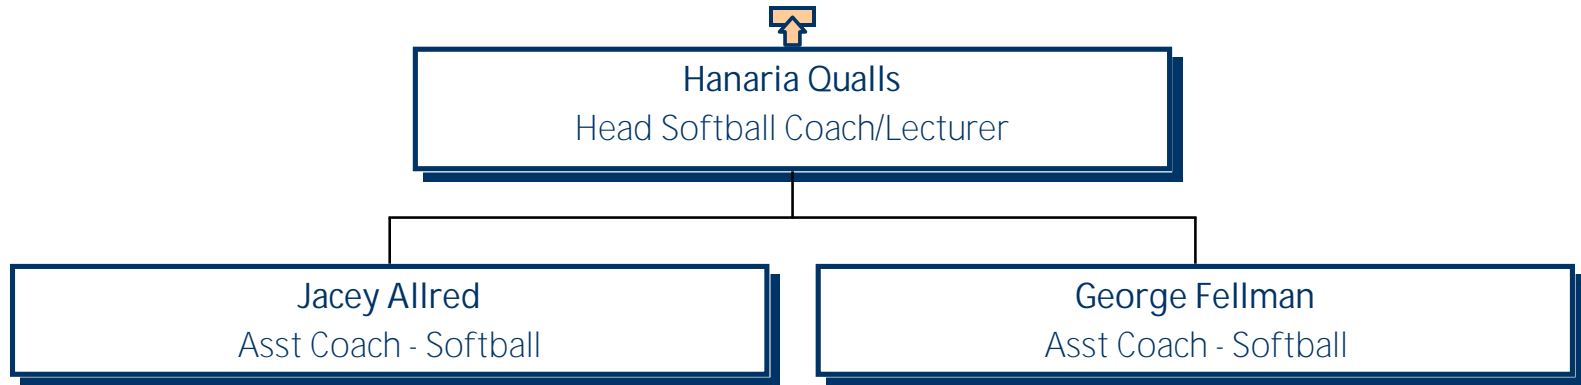 Hanaria Qualls
Head Softball Coach/Lecturer
Jacey Allred
Asst Coach - Softball
George Fellman
Asst Coach - Softball